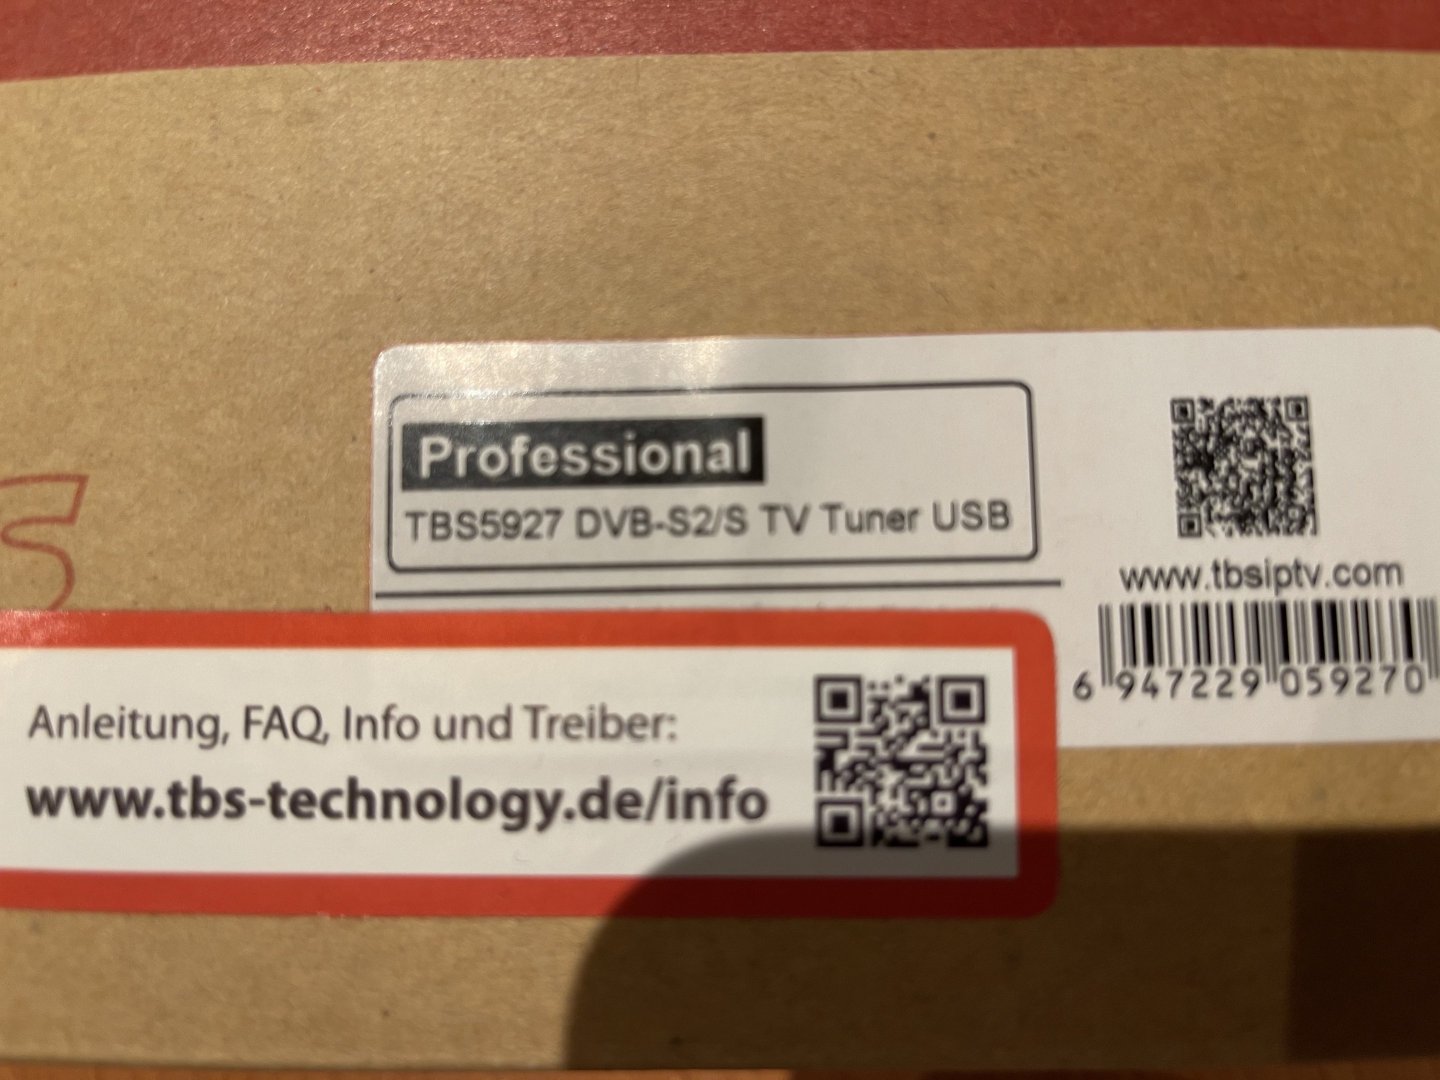 Professional
TBS5927 DVB-S2/S TV Tuner USB
www.tbsiptv.com
6 947229 059270
S
Anleitung, FAQ, Info und Treiber:
www.tbs-technology.de/info